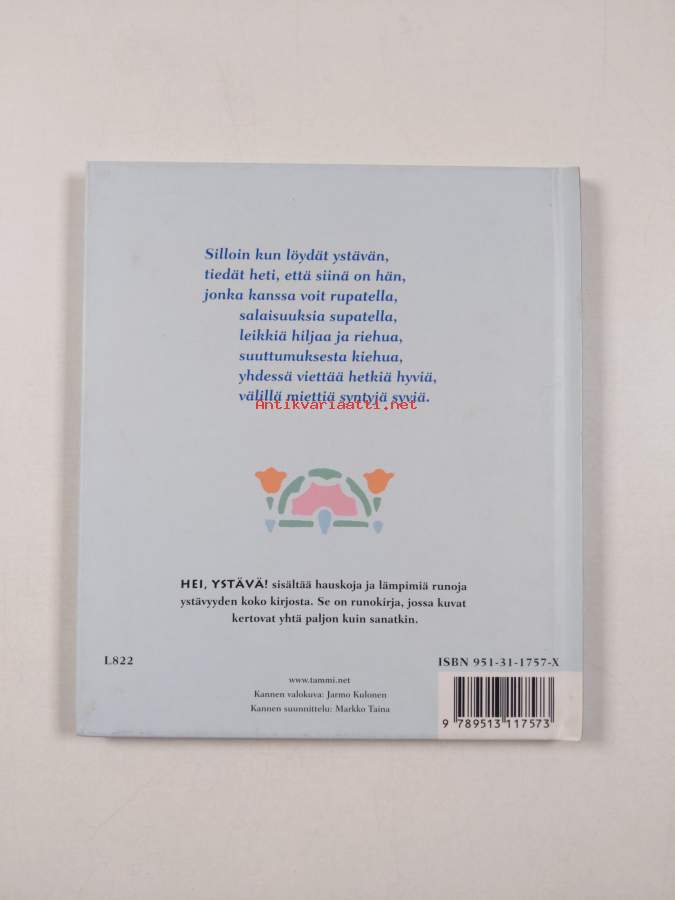 Silloin kun löydät ystävän,
tiedät heti, että siinä on hän,
jonka kanssa voit rupatella,
salaisuuksia supatella,
leikkiä hiljaa ja riehua,
suuttumuksesta kiehua,
yhdessä viettää hetkiä hyviä,
välillä miettiä syntyjä syviä.
Antikvariaatti.net
HEI, YSTÄVÄ! sisältää hauskoja ja lämpimiä runoja
ystävyyden koko kirjosta. Se on runokirja, jossa kuvat
kertovat yhtä paljon kuin sanatkin.
L822
ISBN 951-31-1757-X
www.tammi.net
Kannen valokuva: Jarmo Kulonen
Kannen suunnittelu: Markko Taina
9 789513 117573